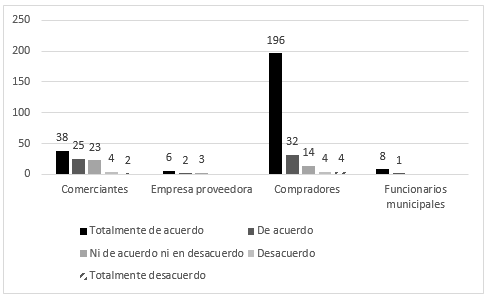 250
200
150
100
50
0
38 25 23 4 2
6 2 3
196 32 14 4 4
8 1
Comerciantes Empresa proveedora Compradores Funcionarios
municipales
Totalmente de acuerdo De acuerdo
Ni de acuerdo ni en desacuerdo Desacuerdo
Totalmente desacuerdo